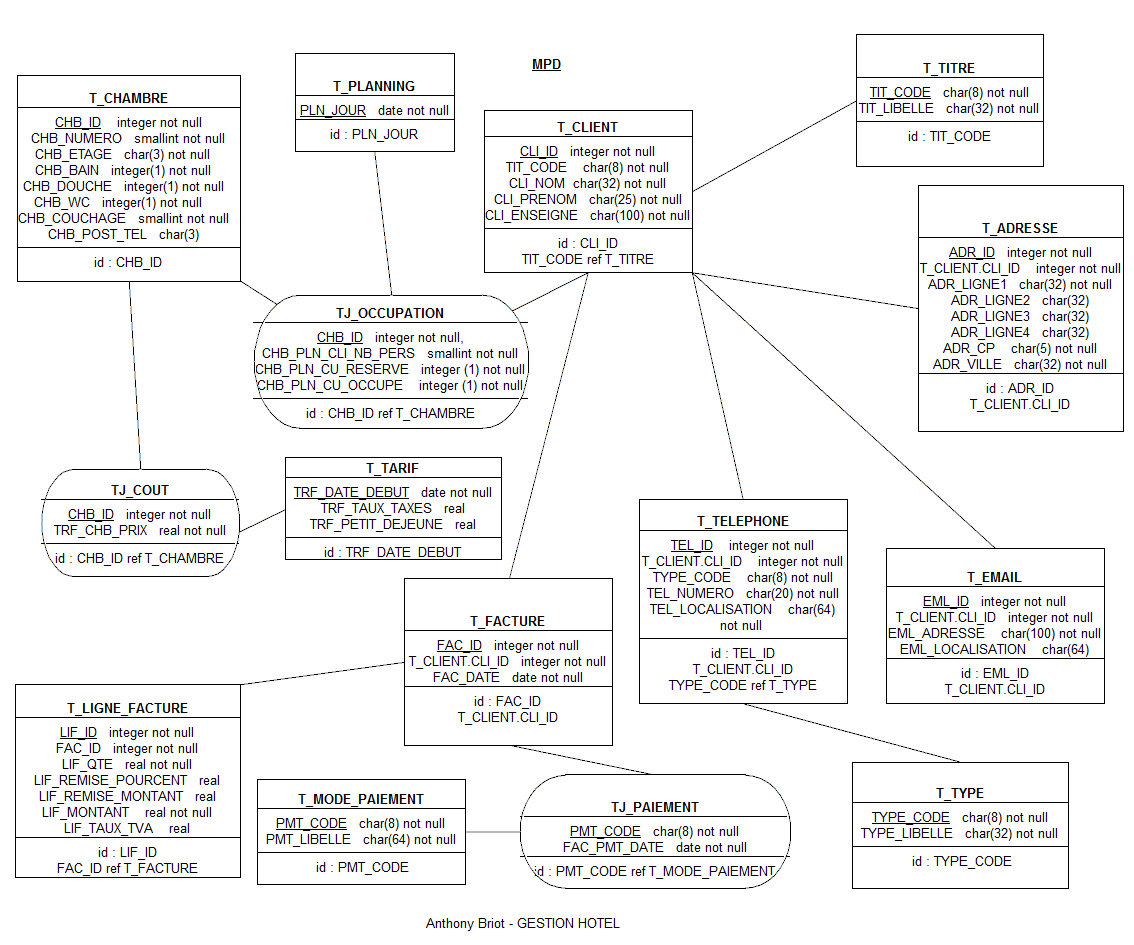 MPD
T_CHAMBRE
CHB_ID integer not null
CHB_NUMERO smallint not null
CHB_ETAGE char(3) not null
CHB_BAIN integer(1) not null
CHB_DOUCHE integer(1) not null
CHB_WC integer(1) not null
CHB_COUCHAGE smallint not null
CHB_POST_TEL char(3)
id : CHB_ID
T_PLANNING
PLN_JOUR date not null
id : PLN_JOUR
T_CLIENT
CLI_ID integer not null
TIT_CODE char(8) not null
CLI_NOM char(32) not null
CLI_PRENOM char(25) not null
CLI_ENSEIGNE char(100) not null
id : CLI_ID
TIT_CODE ref T_TITRE
T_TITRE
TIT_CODE char(8) not null
TIT_LIBELLE char(32) not null
id : TIT_CODE
T_ADRESSE
ADR_ID integer not null
T_CLIENT.CLI_ID integer not null
ADR_LIGNE1 char(32) not null
ADR_LIGNE2 char(32)
ADR_LIGNE3 char(32)
ADR_LIGNE4 char(32)
ADR_CP char(5) not null
ADR_VILLE char(32) not null
id : ADR_ID
T_CLIENT.CLI_ID
TJ_OCCUPATION
CHB_ID integer not null,
CHB_PLN_CLI_NB_PERS smallint not null
CHB_PLN_CU_RESERVE integer (1) not null
CHB_PLN_CU_OCCUPE integer (1) not null
id : CHB_ID ref T_CHAMBRE
TJ_COUT
CHB_ID integer not null
TRF_CHB_PRIX real not null
id : CHB_ID ref T_CHAMBRE
T_TARIF
TRF_DATE_DEBUT date not null
TRF_TAUX_TAXES real
TRF_PETIT_DEJEUNE real
id : TRF_DATE_DEBUT
T_TELEPHONE
TEL_ID integer not null
T_CLIENT.CLI_ID integer not null
TYPE_CODE char(8) not null
TEL_NUMERO char(20) not null
TEL_LOCALISATION char(64)
not null
id : TEL_ID
T_CLIENT.CLI_ID
TYPE_CODE ref T_TYPE
T_EMAIL
EML_ID integer not null
T_CLIENT.CLI_ID integer not null
EML_ADRESSE char(100) not null
EML_LOCALISATION char(64)
id : EML_ID
T_CLIENT.CLI_ID
T_FACTURE
FAC_ID integer not null
T_CLIENT.CLI_ID integer not null
FAC_DATE date not null
id : FAC_ID
T_CLIENT.CLI_ID
T_LIGNE_FACTURE
LIF_ID integer not null
FAC_ID integer not null
LIF_QTE real not null
LIF_REMISE_POURCENT real
LIF_REMISE_MONTANT real
LIF_MONTANT real not null
LIF_TAUX_TVA real
id : LIF_ID
FAC_ID ref T_FACTURE
T_MODE_PAIEMENT
PMT_CODE char(8) not null
PMT_LIBELLE char(64) not null
id : PMT_CODE
TJ_PAIEMENT
PMT_CODE char(8) not null
FAC_PMT_DATE date not null
id : PMT_CODE ref T_MODE_PAIEMENT
T_TYPE
TYPE_CODE char(8) not null
TYPE_LIBELLE char(32) not null
id : TYPE_CODE
Anthony Briot - GESTION HOTEL